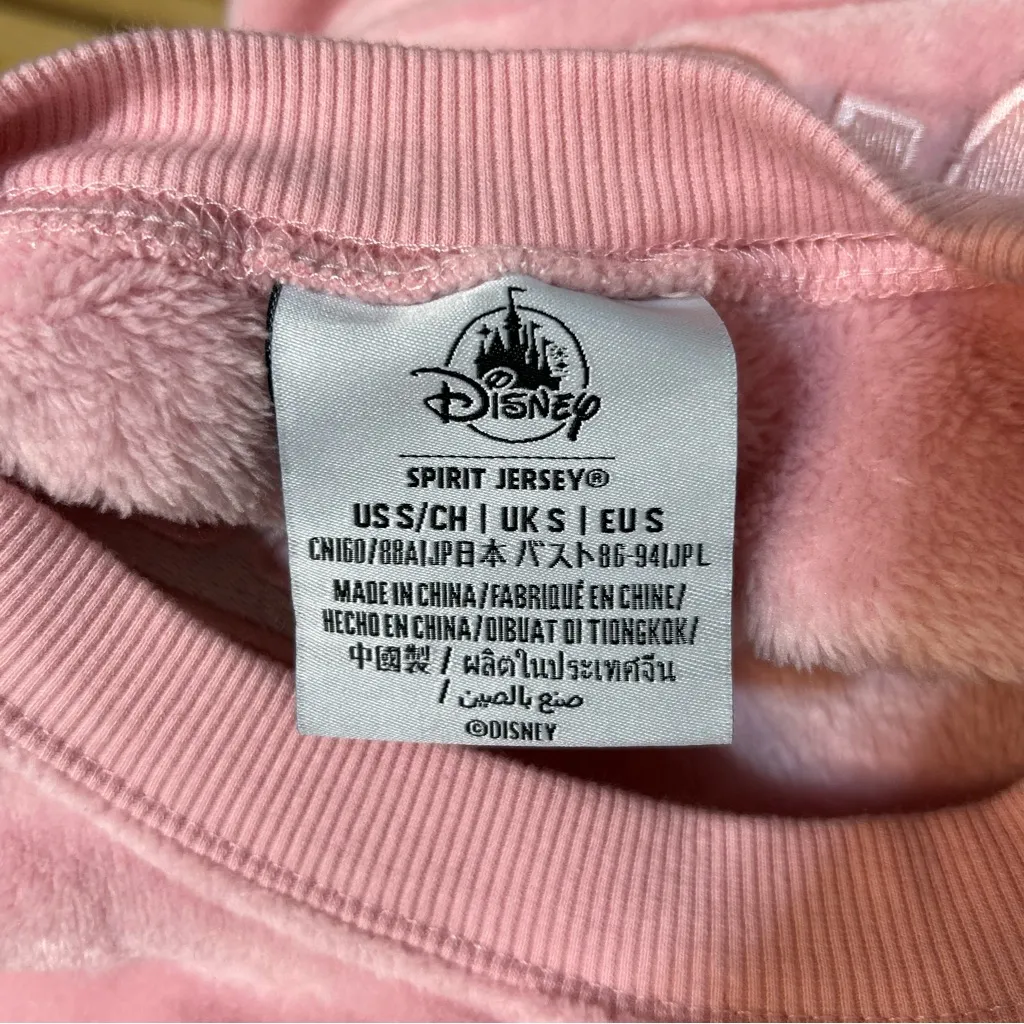 DISNEY
SPIRIT JERSEY®
US S/CH | UK S | EU S
CN160/88A|JP日本 バスト86-94|JP L
MADE IN CHINA/FABRIQUÉ EN CHINE/
HECHO EN CHINA/DIBUAT DI TIONGKOK/
中國製 / ผลิตในประเทศจีน
/ صنع بالصين
©DISNEY